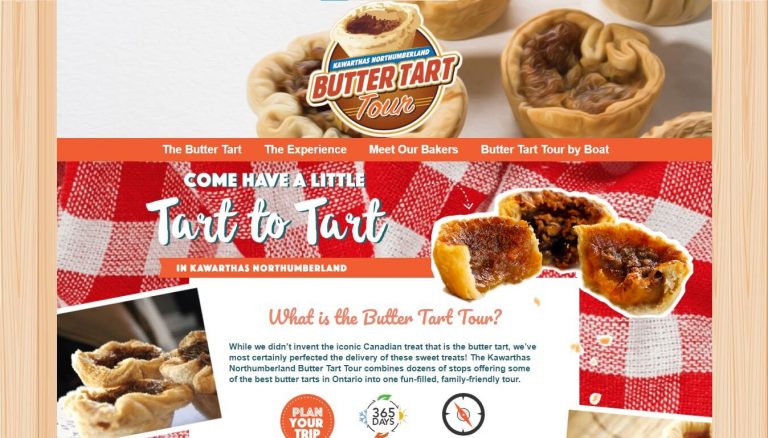 KAWARTHAS NORTHUMBERLAND
BUTTER TART
Tour
The Butter Tart The Experience Meet Our Bakers Butter Tart Tour by Boat
COME HAVE A LITTLE
Tart to Tart
IN KAWARTHAS NORTHUMBERLAND
What is the Butter Tart Tour?
While we didn't invent the iconic Canadian treat that is the butter tart, we've
most certainly perfected the delivery of these sweet treats! The Kawarthas
Northumberland Butter Tart Tour combines dozens of stops offering some
of the best butter tarts in Ontario into one fun-filled, family-friendly tour.
PLAN
YOUR
TRIP
365
DAYS